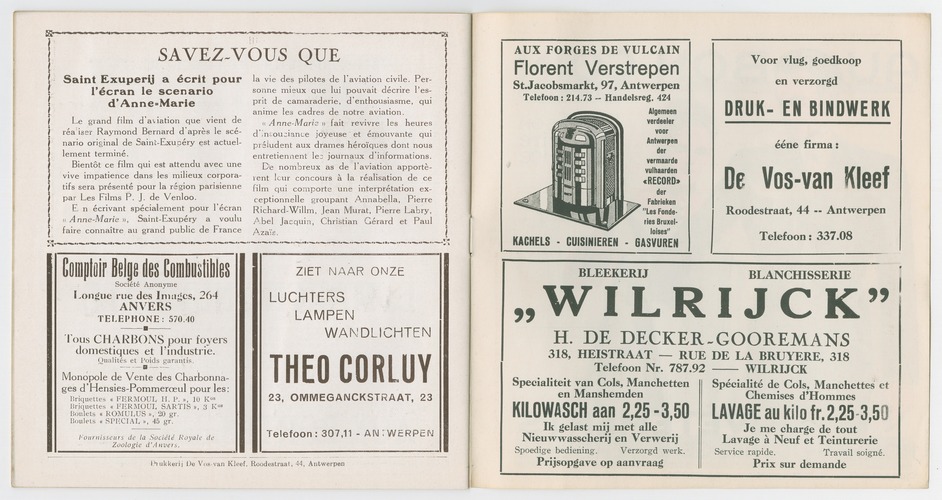 SAVEZ-VOUS QUE
Saint Exuperij a écrit pour
l'écran le scenario
d'Anne-Marie
Le grand film d'aviation que vient de
réaliser Raymond Bernard d'après le scé-
nario original de Saint-Exupéry est actuel-
lement terminé.
Bientôt ce film qui est attendu avec une
vive impatience dans les milieux corpora-
tifs sera présenté pour la région parisienne
par Les Films P. J. de Venloo.
En écrivant spécialement pour l'écran
« Anne-Marie », Saint-Exupéry a voulu
faire connaître au grand public de France
la vie des pilotes de l'aviation civile. Per-
sonne mieux que lui pouvait décrire l'es-
prit de camaraderie, d'enthousiasme, qui
anime les cadres de notre aviation.
« Anne-Marie » fait revivre les heures
d'insouciance joyeuse et émouvante qui
préludent aux drames héroïques dont nous
entretiennent les journaux d'informations.
De nombreux as de l'aviation apportè-
rent leur concours à la réalisation de ce
film qui comporte une interprétation ex-
ceptionnelle groupant Annabella, Pierre
Richard-Willm, Jean Murat, Pierre Labry,
Abel Jacquin, Christian Gérard et Paul
Azaïs.
Comptoir Belge des Combustibles
Société Anonyme
Longue rue des Images, 264
ANVERS
TELEPHONE: 570.40
Tous CHARBONS pour foyers
domestiques et l'industrie.
Qualités et Poids garantis.
Monopole de Vente des Charbonna-
ges d'Hensies-Pommerœul pour les:
Briquettes « FERMOUL H. P. », 10 Kos
Briquettes « FERMOUL SARTIS », 3 Kos
Boulets « ROMULUS », 20 gr.
Boulets « SPECIAL », 45 gr.
Fournisseurs de la Société Royale de
Zoologie d'Anvers.
ZIET NAAR ONZE
LUCHTERS
LAMPEN
WANDLICHTEN
THEO CORLUY
23, OMMEGANCKSTRAAT, 23
Telefoon: 307,11 - ANTWERPEN
Drukkerij De Vos-van Kleef, Roodestraat, 44, Antwerpen
AUX FORGES DE VULCAIN
Florent Verstrepen
St.Jacobsmarkt, 97, Antwerpen
Telefoon: 214.73 -- Handelsreg. 424
Algemeen
verdeeler
voor
Antwerpen
der
vermaarde
vulhaarden
«RECORD»
der
Fabrieken
"Les Fonde-
ries Bruxel-
loises"
KACHELS - CUISINIEREN - GASVUREN
Voor vlug, goedkoop
en verzorgd
DRUK- EN BINDWERK
ééne firma:
De Vos-van Kleef
Roodestraat, 44 -- Antwerpen
Telefoon: 337.08
BLEEKERIJ BLANCHISSERIE
„WILRIJCK”
H. DE DECKER-GOOREMANS
318, HEISTRAAT — RUE DE LA BRUYERE, 318
Telefoon Nr. 787.92 — WILRIJCK
Specialiteit van Cols, Manchetten
en Manshemden
KILOWASCH aan 2,25-3,50
Ik gelast mij met alle
Nieuwwasscherij en Verwerij
Spoedige bediening. Verzorgd werk.
Prijsopgave op aanvraag
Spécialité de Cols, Manchettes et
Chemises d'Hommes
LAVAGE au kilo fr. 2,25-3,50
Je me charge de tout
Lavage à Neuf et Teinturerie
Service rapide. Travail soigné.
Prix sur demande